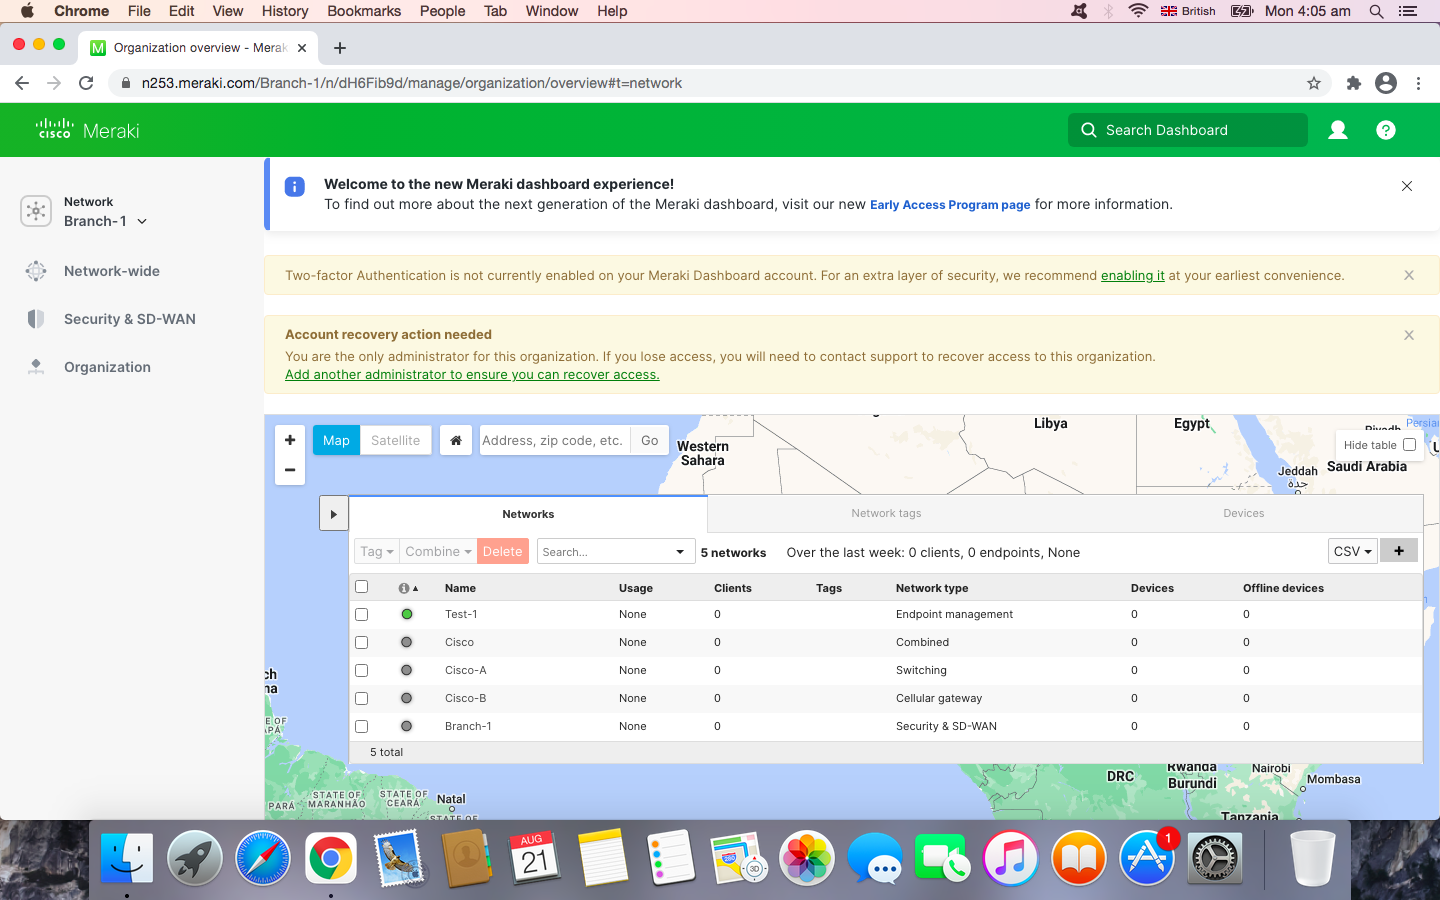 Chrome File Edit View History Bookmarks People Tab Window Help British Mon 4:05 am
Organization overview - Merak
n253.meraki.com/Branch-1/n/dH6Fib9d/manage/organization/overview#t=network
cisco Meraki
Search Dashboard
Network
Branch-1
Network-wide
Security & SD-WAN
Organization
Welcome to the new Meraki dashboard experience!
To find out more about the next generation of the Meraki dashboard, visit our new Early Access Program page for more information.
Two-factor Authentication is not currently enabled on your Meraki Dashboard account. For an extra layer of security, we recommend enabling it at your earliest convenience.
Account recovery action needed
You are the only administrator for this organization. If you lose access, you will need to contact support to recover access to this organization.
Add another administrator to ensure you can recover access.
Map Satellite Address, zip code, etc. Go
Hide table
Western
Sahara
Libya
Egypt
Riyadh
Persian
Jeddah
جدة
Saudi Arabia
Networks Network tags Devices
Tag Combine Delete Search... 5 networks Over the last week: 0 clients, 0 endpoints, None CSV +
Name Usage Clients Tags Network type Devices Offline devices
Test-1 None 0 Endpoint management 0 0
Cisco None 0 Combined 0 0
Cisco-A None 0 Switching 0 0
Cisco-B None 0 Cellular gateway 0 0
Branch-1 None 0 Security & SD-WAN 0 0
5 total
DRC
Rwanda
Burundi
Nairobi
Mombasa
Tanzania
PARÁ
STATE OF
MARANHÃO
STATE OF
CEARÁ
Natal
STATE OF
AUG
21
280
3D
1